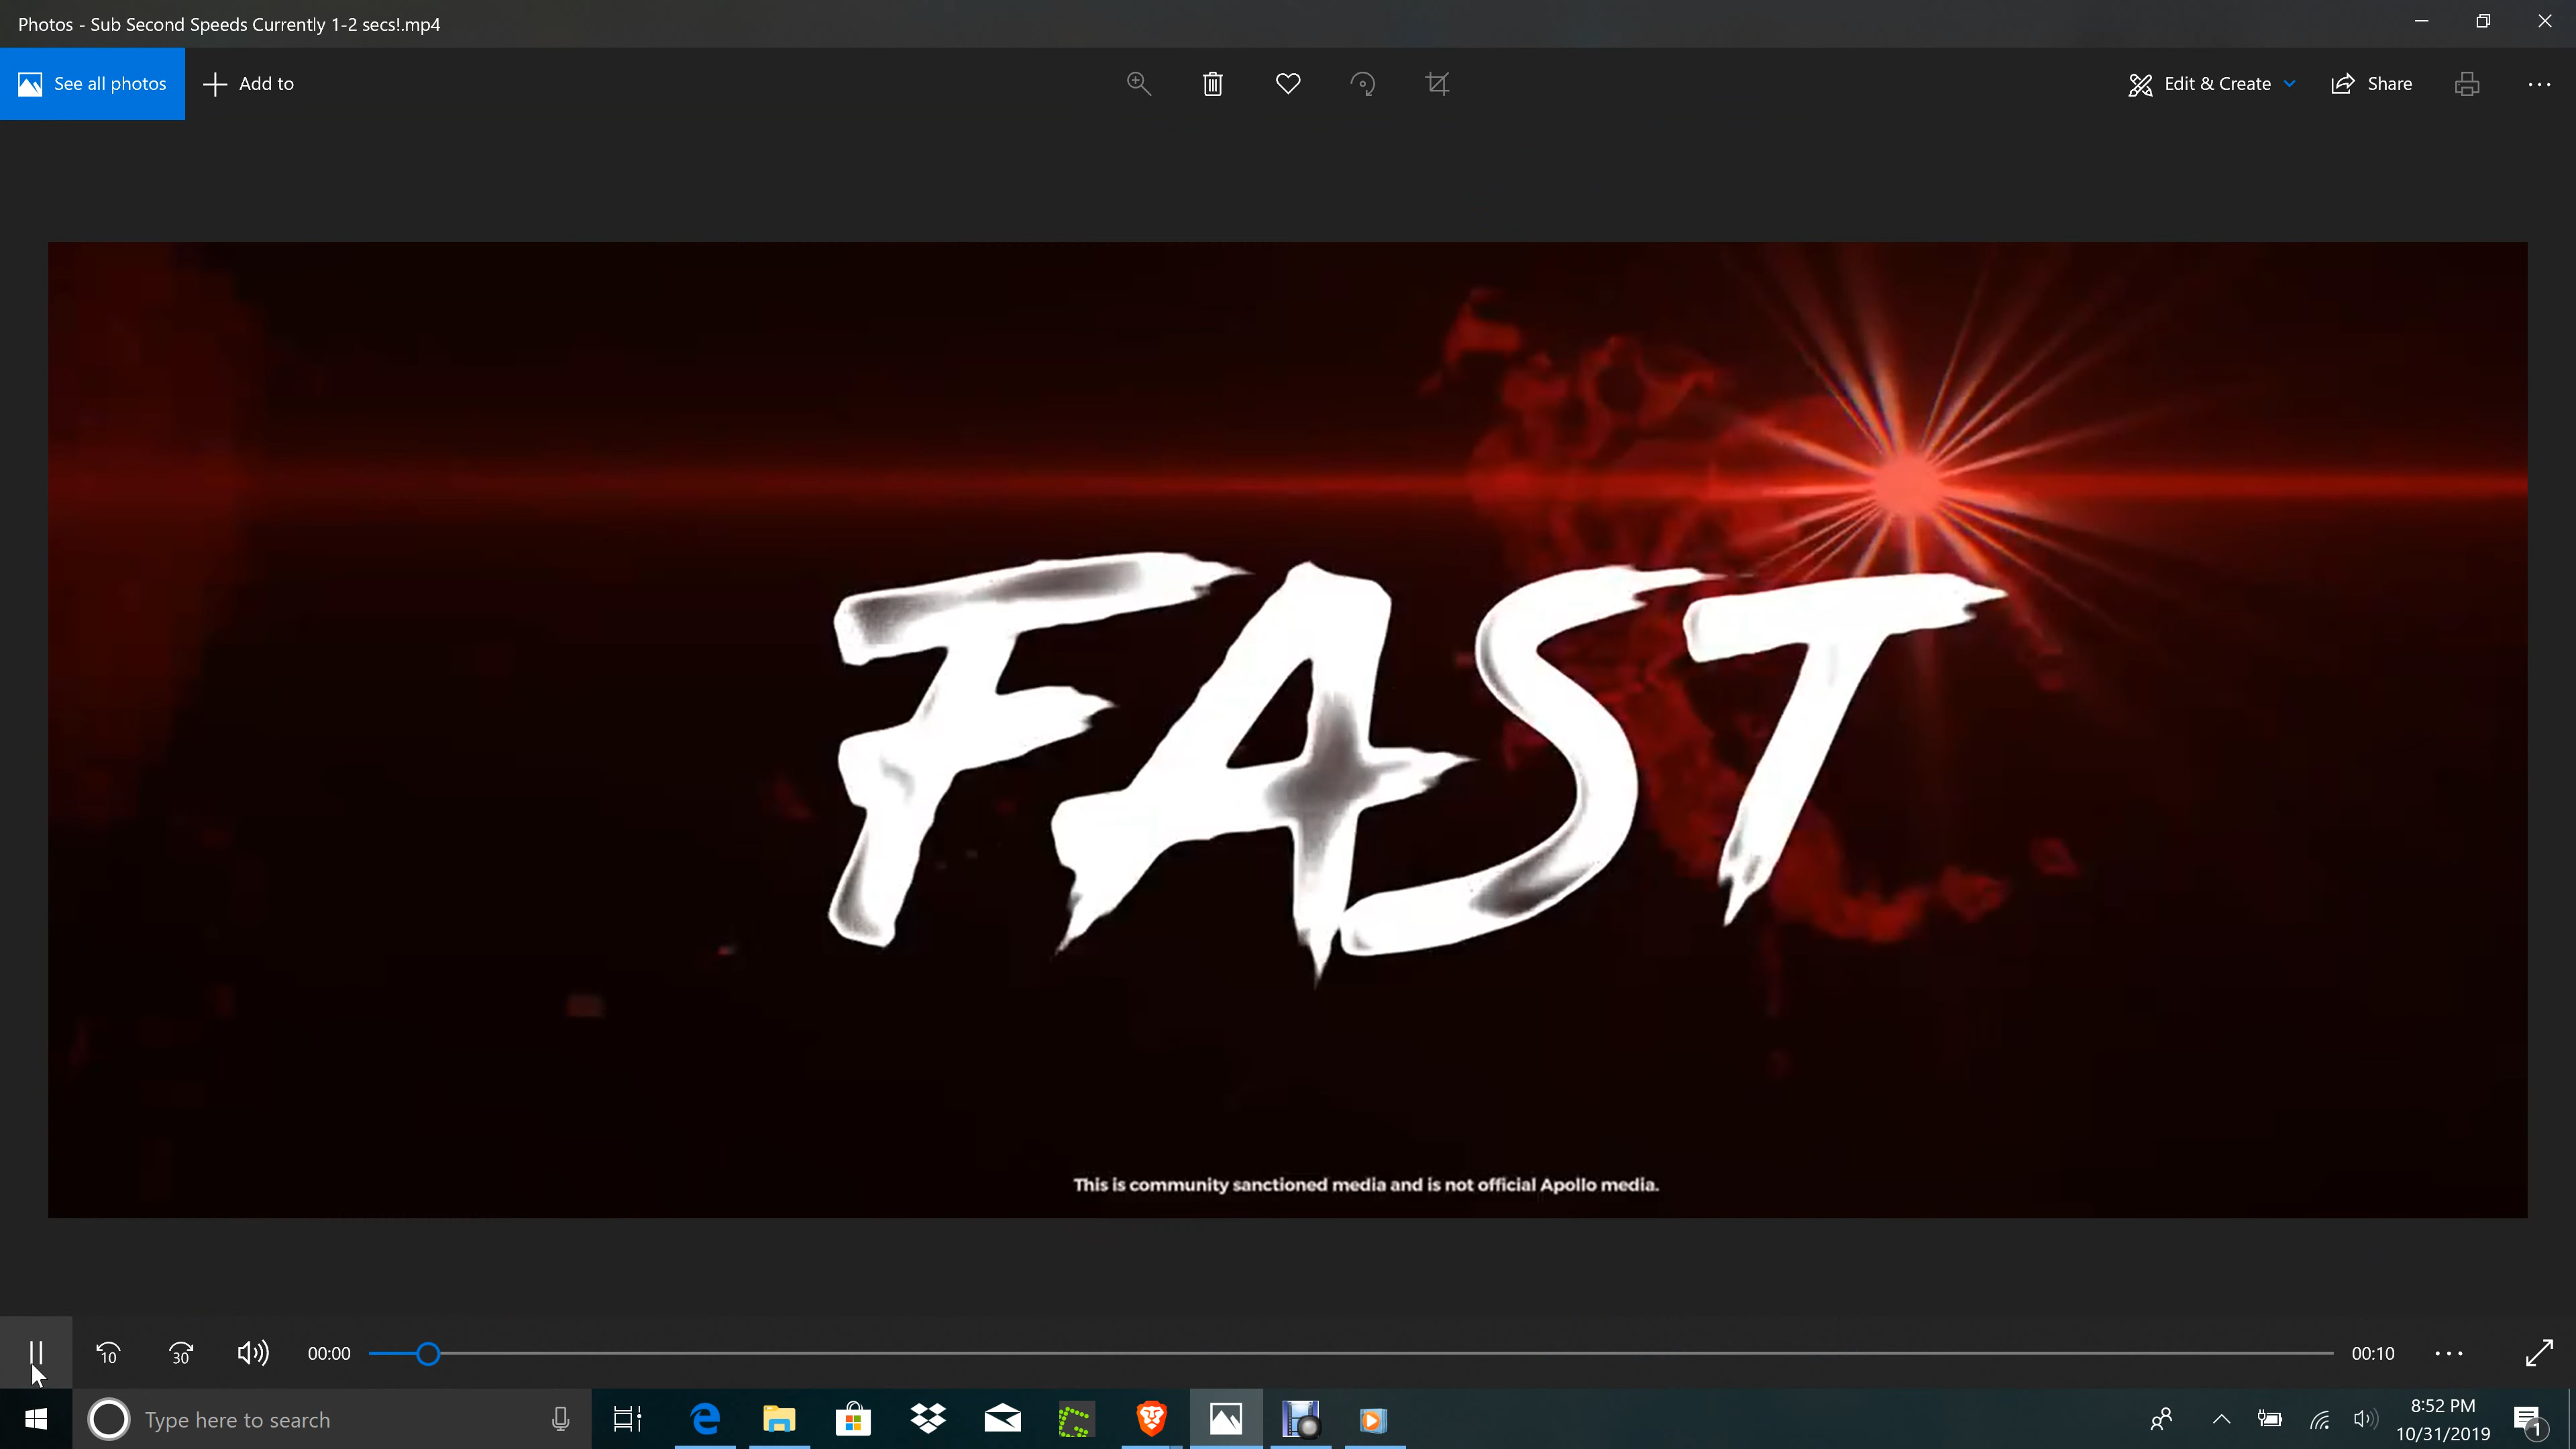 Photos - Sub Second Speeds Currently 1-2 secs!.mp4
See all photos
Add to
Edit & Create
Share
FAST
This is community sanctioned media and is not official Apollo media.
10
30
00:00
00:10
Type here to search
8:52 PM
10/31/2019
1